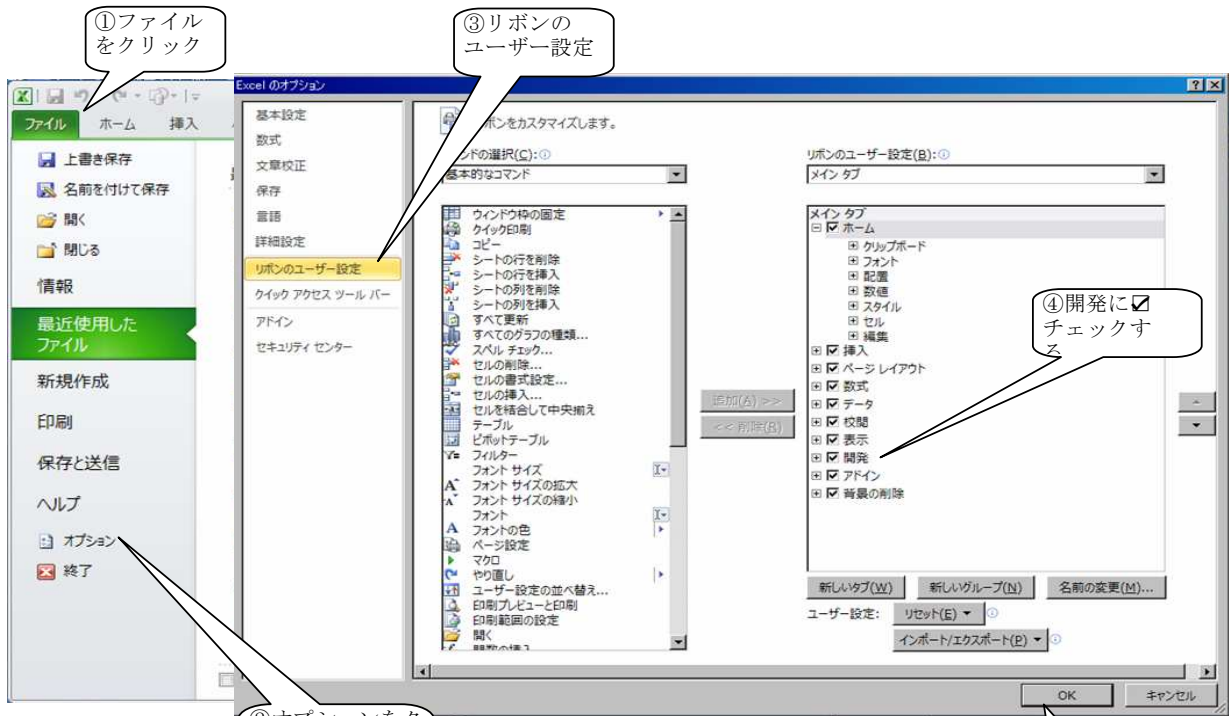 ①ファイル
をクリック
③リボンの
ユーザー設定
ファイル
ホーム
挿入
上書き保存
名前を付けて保存
開く
閉じる
情報
最近使用した
ファイル
新規作成
印刷
保存と送信
ヘルプ
オプション
終了
Excel のオプション
基本設定
数式
文章校正
保存
言語
詳細設定
リボンのユーザー設定
クイック アクセス ツール バー
アドイン
セキュリティ センター
ボンをカスタマイズします。
ンドの選択(C):
基本的なコマンド
ウィンドウ枠の固定
クイック印刷
コピー
シートの行を削除
シートの行を挿入
シートの列を削除
シートの列を挿入
すべて更新
すべてのグラフの種類...
スペル チェック...
セルの削除...
セルの書式設定...
セルの挿入...
セルを結合して中央揃え
テーブル
ピボットテーブル
フィルター
フォント サイズ
フォント サイズの拡大
フォント サイズの縮小
フォント
フォントの色
ページ設定
マクロ
やり直し
ユーザー設定の並べ替え...
印刷プレビューと印刷
印刷範囲の設定
開く
関数の挿入
追加(A) >>
<< 削除(R)
リボンのユーザー設定(B):
メイン タブ
メイン タブ
ホーム
クリップボード
フォント
配置
数値
スタイル
セル
編集
挿入
ページ レイアウト
数式
データ
校閲
表示
開発
アドイン
背景の削除
④開発に☑
チェックす
る
新しいタブ(W)
新しいグループ(N)
名前の変更(M)...
ユーザー設定:
リセット(E)
インポート/エクスポート(P)
OK
キャンセル
②オプションをク